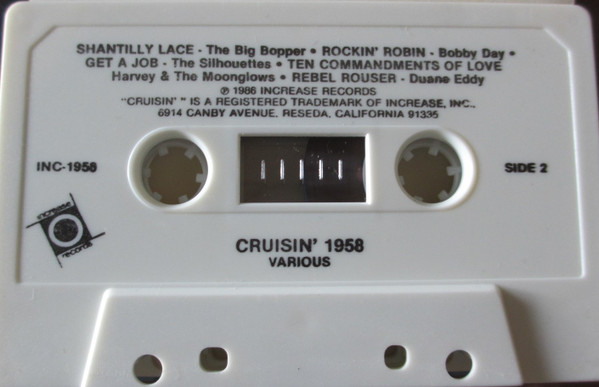 SHANTILLY LACE - The Big Bopper • ROCKIN' ROBIN - Bobby Day •
GET A JOB - The Silhouettes • TEN COMMANDMENTS OF LOVE
Harvey & The Moonglows • REBEL ROUSER - Duane Eddy
℗ 1986 INCREASE RECORDS
"CRUISIN' " IS A REGISTERED TRADEMARK OF INCREASE, INC.,
6914 CANBY AVENUE, RESEDA, CALIFORNIA 91335
INC-1958
SIDE 2
increase
records
CRUISIN' 1958
VARIOUS